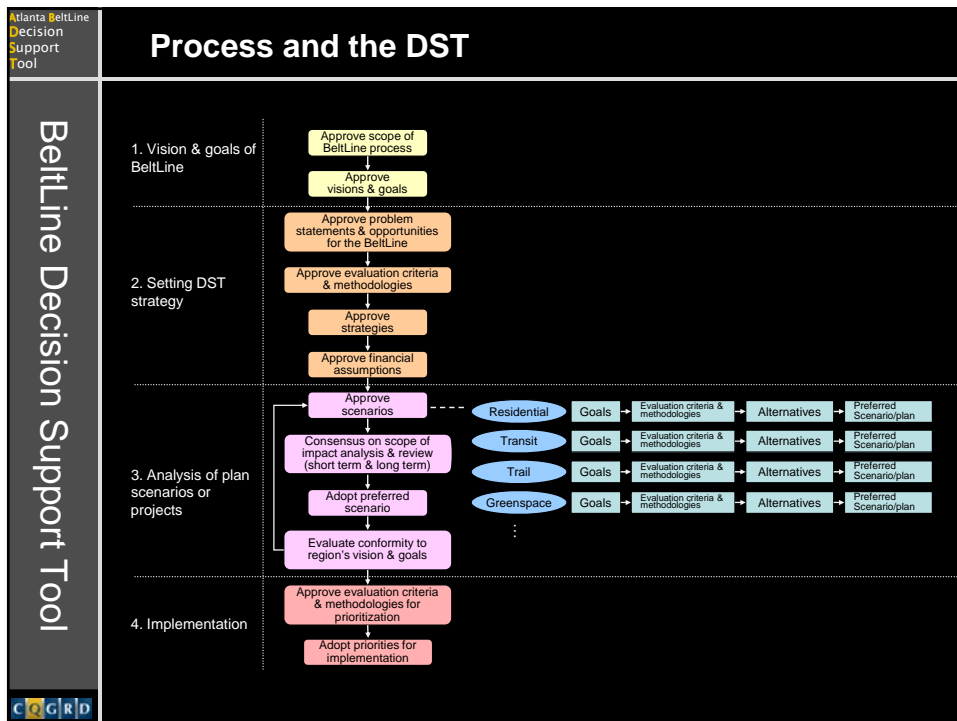 Atlanta BeltLine
Decision
Support
Tool
Process and the DST
BeltLine Decision Support Tool
1. Vision & goals of
BeltLine
Approve scope of
BeltLine process
Approve
visions & goals
2. Setting DST
strategy
Approve problem
statements & opportunities
for the BeltLine
Approve evaluation criteria
& methodologies
Approve
strategies
Approve financial
assumptions
3. Analysis of plan
scenarios or
projects
Approve
scenarios
Consensus on scope of
impact analysis & review
(short term & long term)
Adopt preferred
scenario
Evaluate conformity to
region's vision & goals
Residential
Goals
Evaluation criteria &
methodologies
Alternatives
Preferred
Scenario/plan
Transit
Goals
Evaluation criteria &
methodologies
Alternatives
Preferred
Scenario/plan
Trail
Goals
Evaluation criteria &
methodologies
Alternatives
Preferred
Scenario/plan
Greenspace
Goals
Evaluation criteria &
methodologies
Alternatives
Preferred
Scenario/plan
⋮
4. Implementation
Approve evaluation criteria
& methodologies for
prioritization
Adopt priorities for
implementation
CQGRD